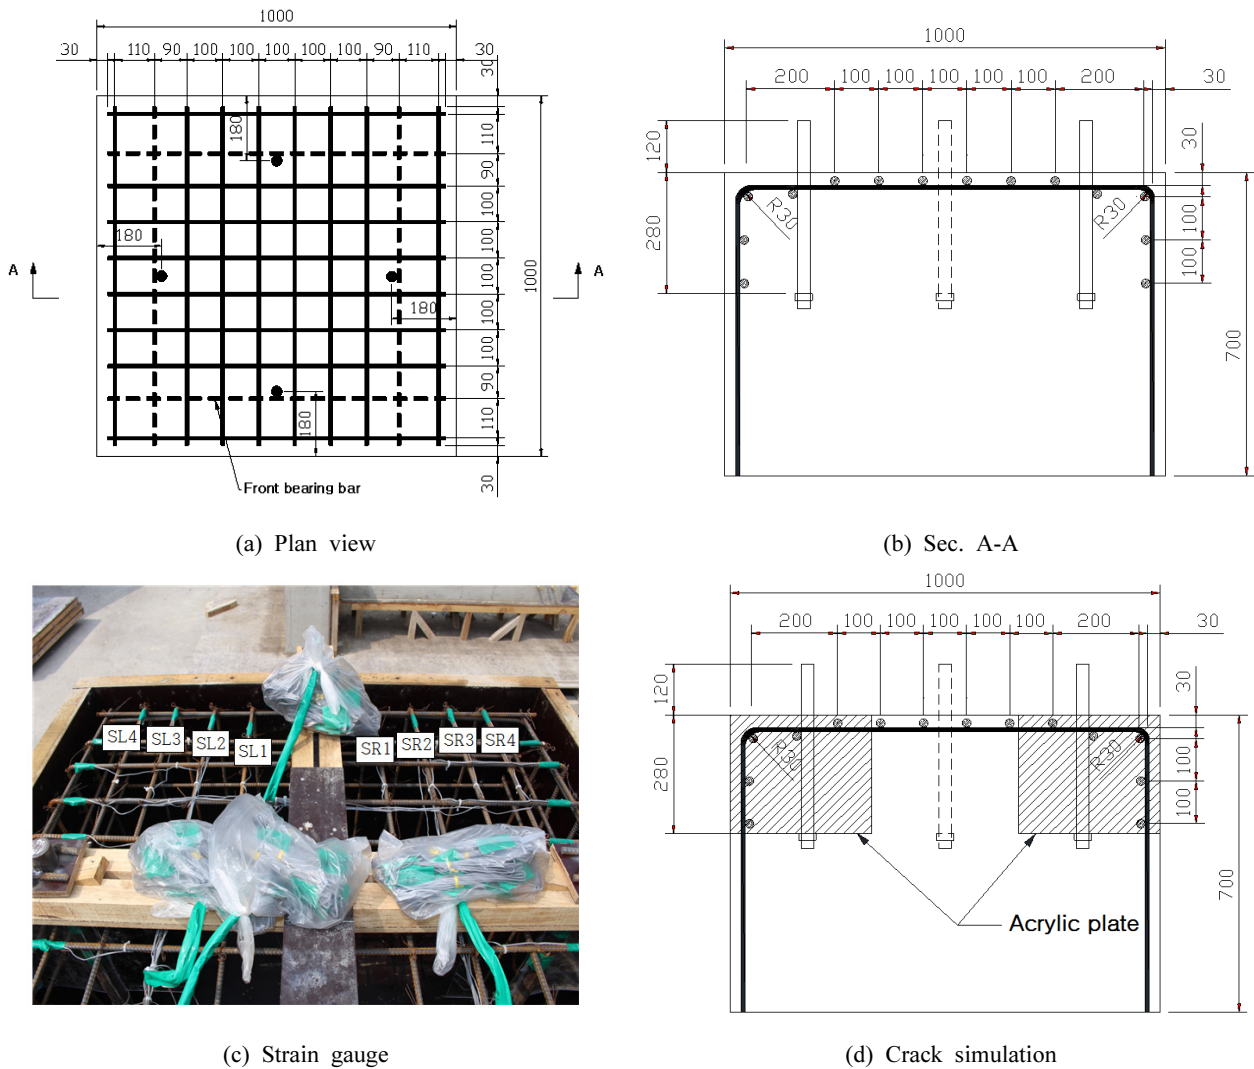 1000
30 110 90 100 100 100 100 100 90 110 30
30
180
110
90
100
100
180
A
A
100
1000
180
100
100
90
180
110
Front bearing bar
30
(a) Plan view
1000
200 100 100 100 100 100 200 30
120
30
R30
R30
280
100
100
700
(b) Sec. A-A
SL4
SL3
SL2
SL1
SR1
SR2
SR3
SR4
(c) Strain gauge
1000
200 100 100 100 100 100 200 30
120
30
R30
R30
280
100
100
700
Acrylic plate
(d) Crack simulation